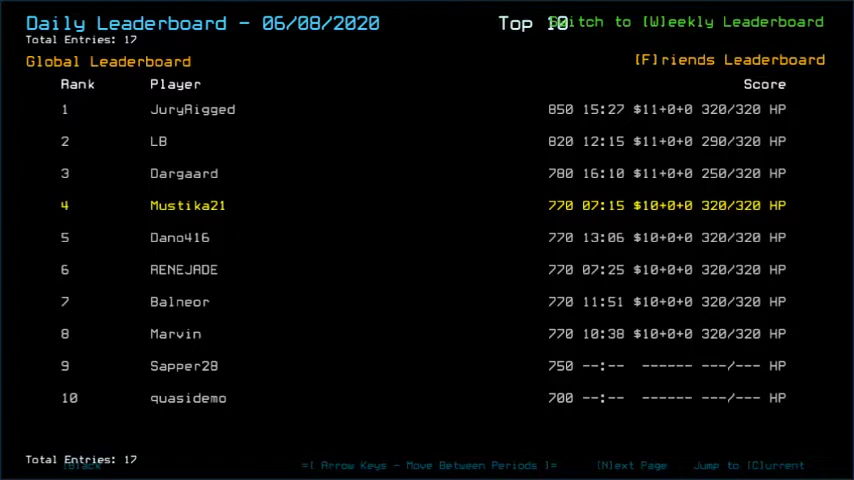 Daily Leaderboard - 06/08/2020 Top 10 Switch to [W]eekly Leaderboard
Total Entries: 17
Global Leaderboard [F]riends Leaderboard
Rank Player Score
1 JuryRigged 850 15:27 $11+0+0 320/320 HP
2 LB 820 12:15 $11+0+0 290/320 HP
3 Dargaard 780 16:10 $11+0+0 250/320 HP
4 Mustika21 770 07:15 $10+0+0 320/320 HP
5 Dano416 770 13:06 $10+0+0 320/320 HP
6 RENEJADE 770 07:25 $10+0+0 320/320 HP
7 Balneor 770 11:51 $10+0+0 320/320 HP
8 Marvin 770 10:38 $10+0+0 320/320 HP
9 Sapper28 750 --:-- ------ ---/--- HP
10 quasidemo 700 --:-- ------ ---/--- HP
Total Entries: 17
=[ Arrow Keys - Move Between Periods ]= [N]ext Page Jump to [C]urrent